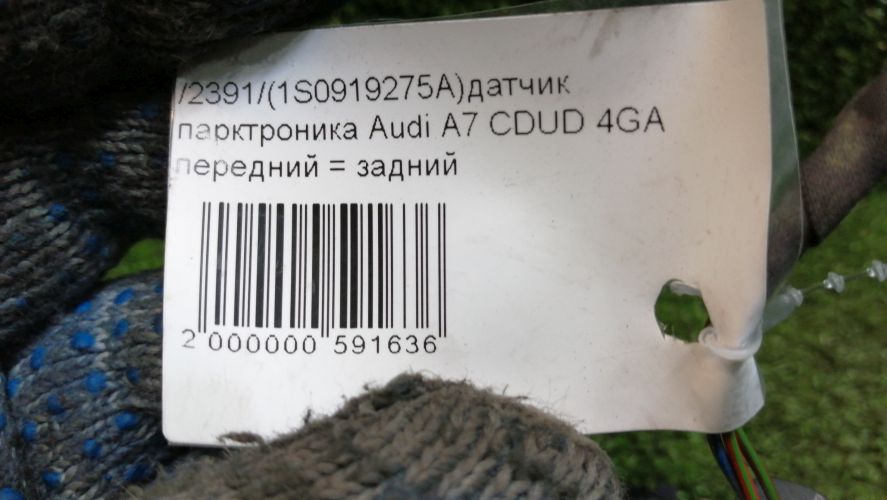 /2391/(1S0919275A)датчик
парктроника Audi A7 CDUD 4GA
передний = задний
2 000000 591636